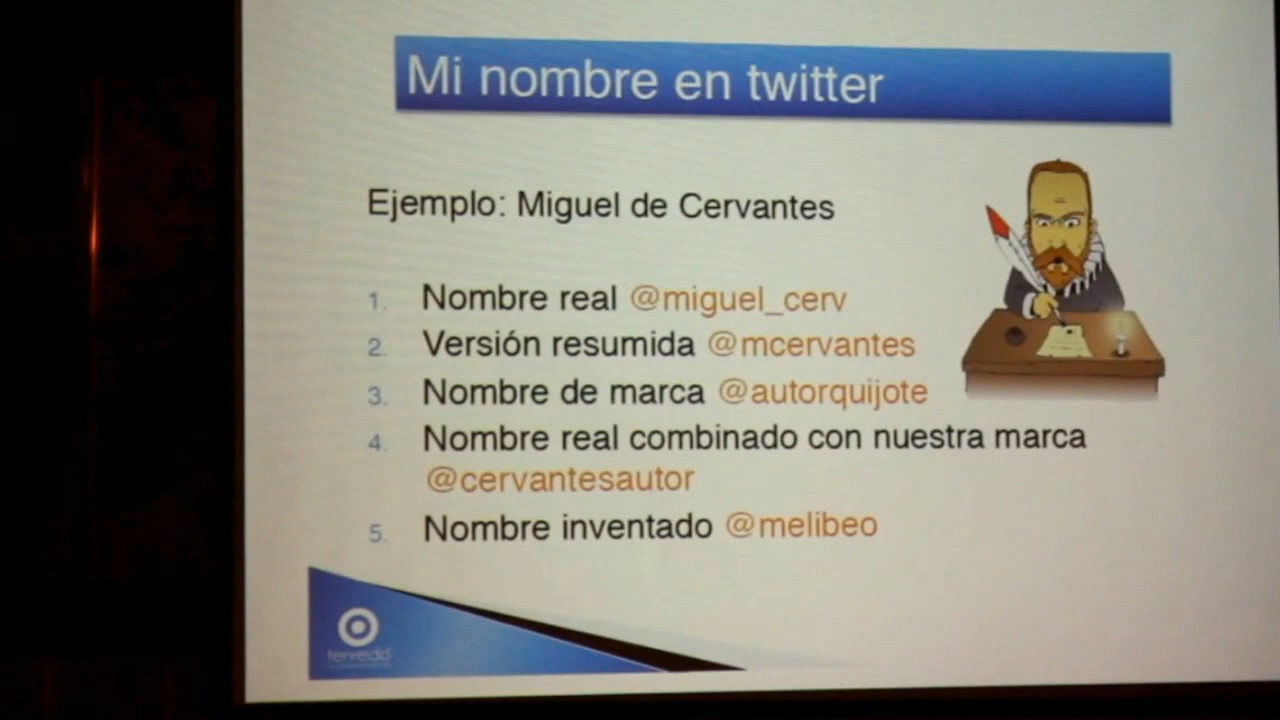 Mi nombre en twitter
Ejemplo: Miguel de Cervantes
1. Nombre real @miguel_cerv
2. Versión resumida @mcervantes
3. Nombre de marca @autorquijote
4. Nombre real combinado con nuestra marca
@cervantesautor
5. Nombre inventado @melibeo